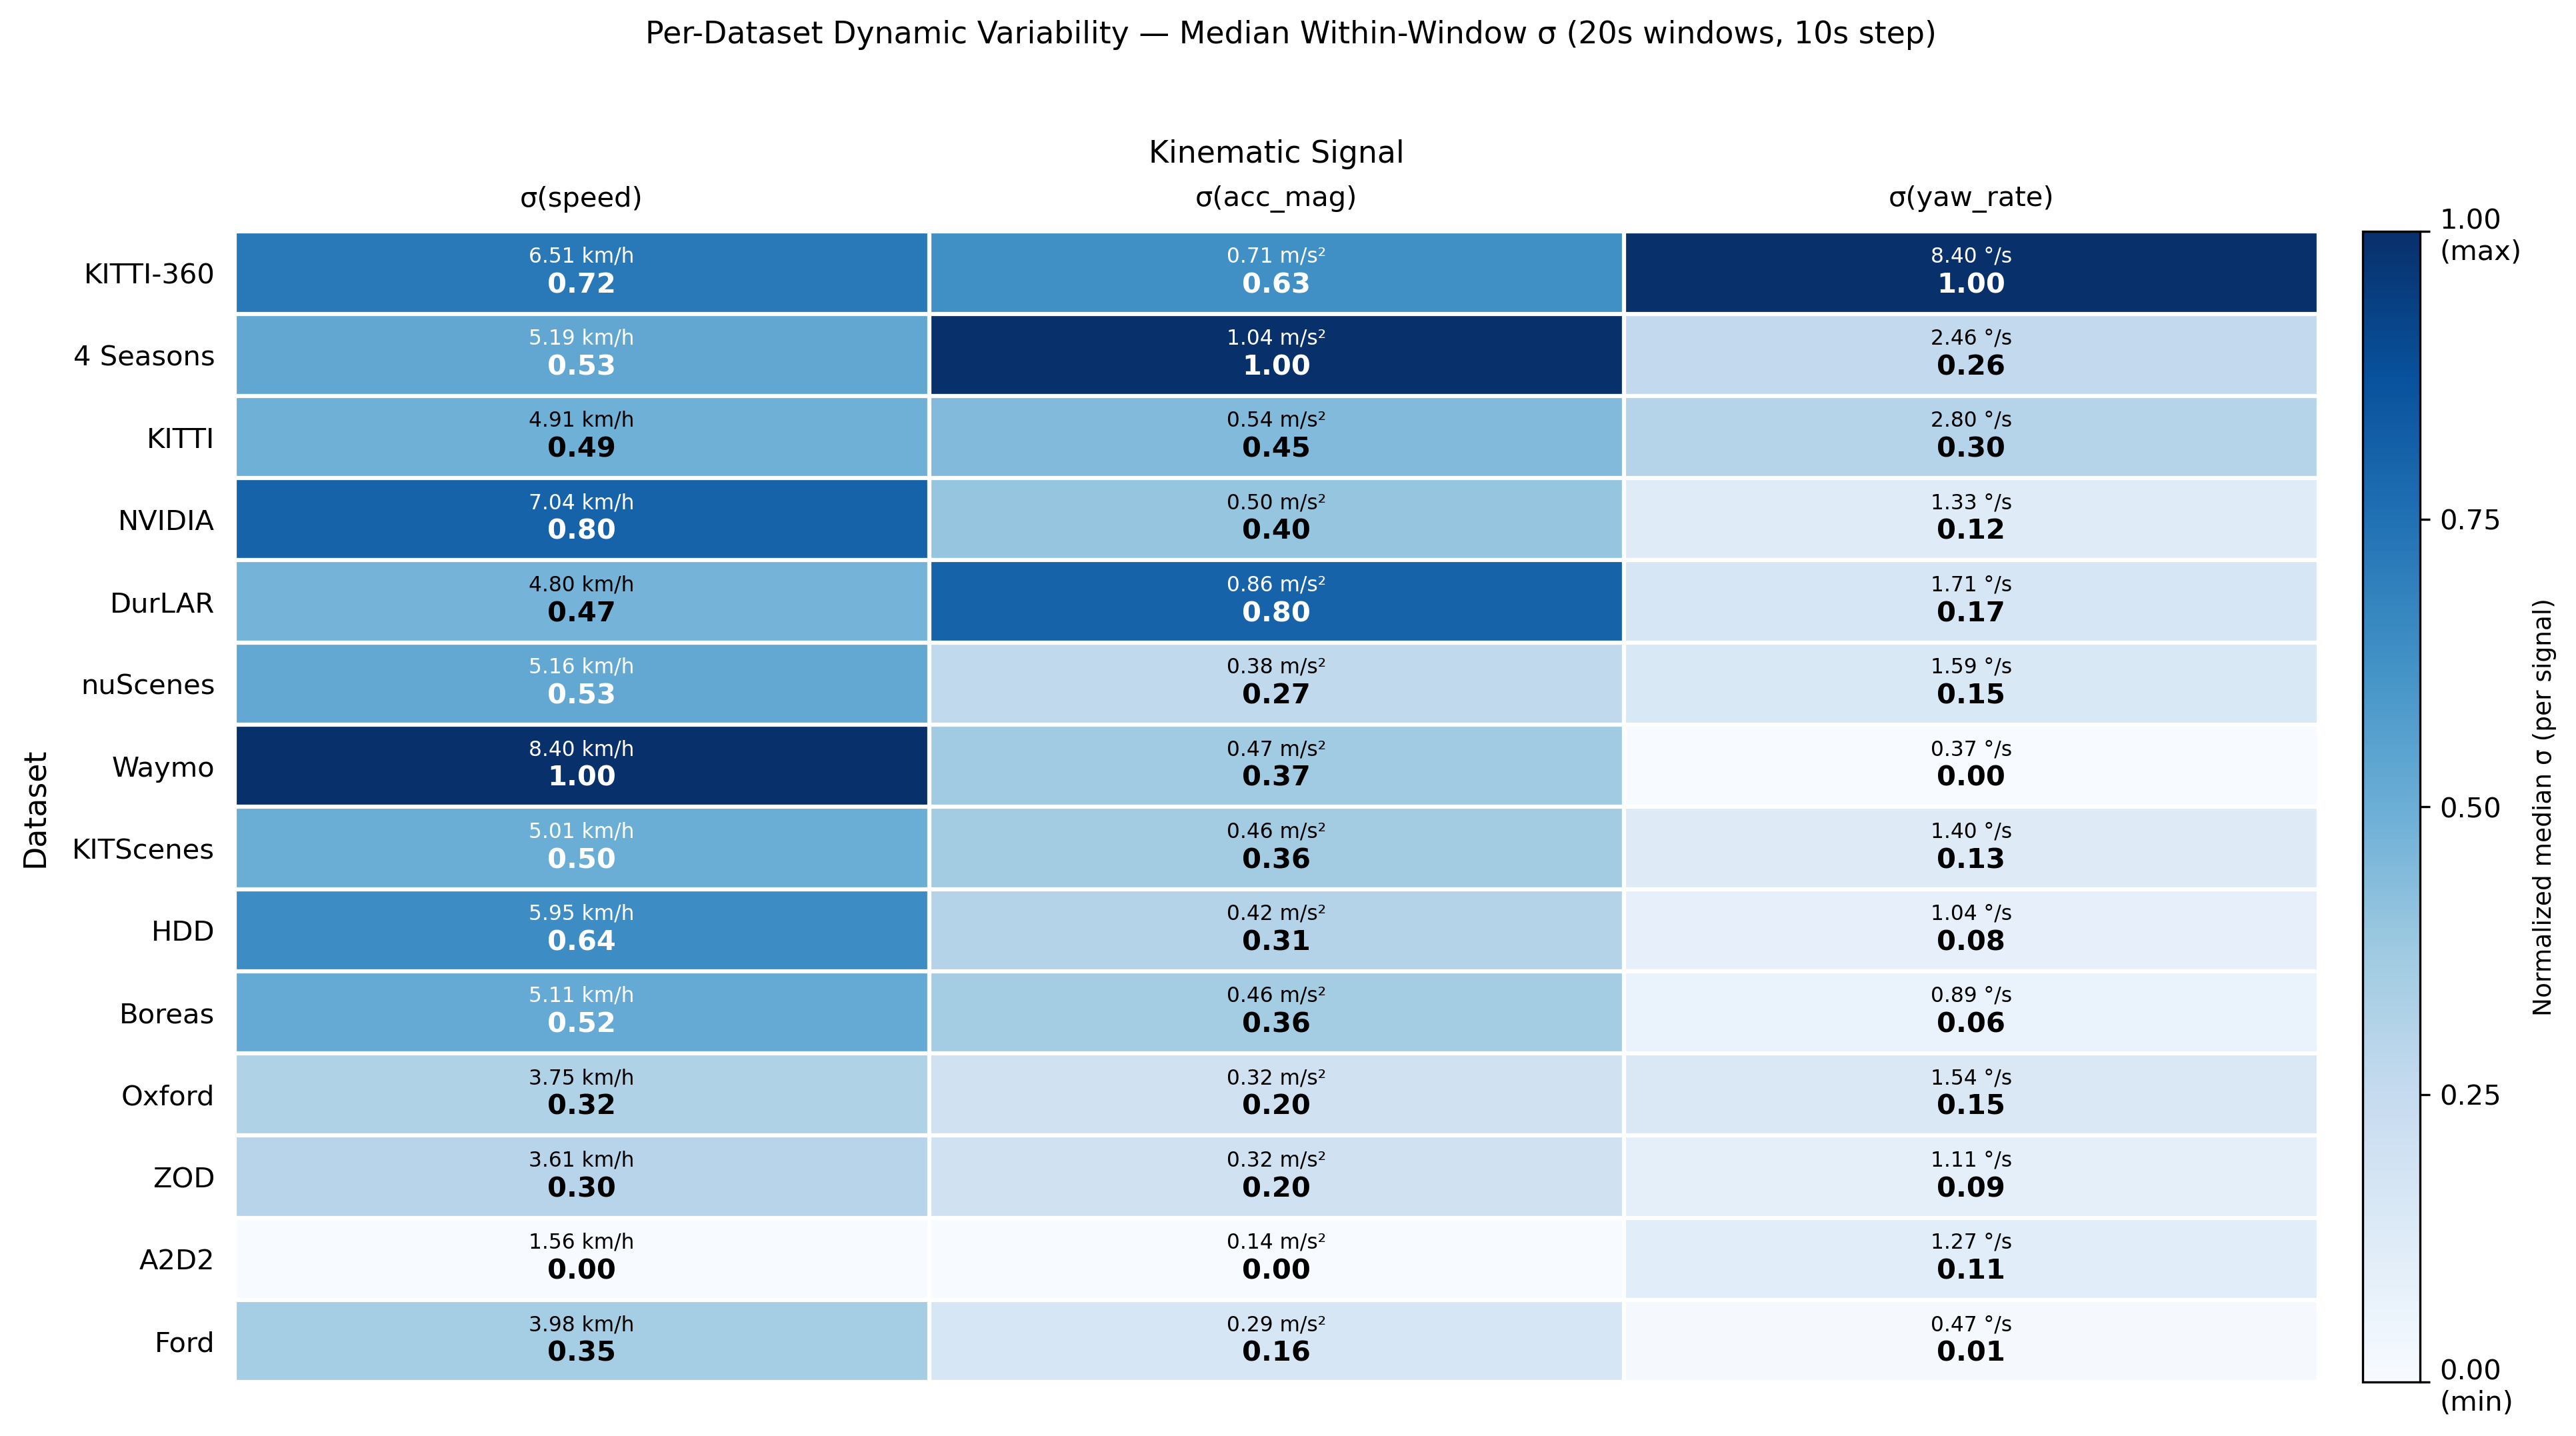 Per-Dataset Dynamic Variability — Median Within-Window σ (20s windows, 10s step)
Kinematic Signal
σ(speed) σ(acc_mag) σ(yaw_rate)
KITTI-360 6.51 km/h 0.71 m/s² 8.40 °/s
0.72 0.63 1.00
4 Seasons 5.19 km/h 1.04 m/s² 2.46 °/s
0.53 1.00 0.26
KITTI 4.91 km/h 0.54 m/s² 2.80 °/s
0.49 0.45 0.30
NVIDIA 7.04 km/h 0.50 m/s² 1.33 °/s
0.80 0.40 0.12
DurLAR 4.80 km/h 0.86 m/s² 1.71 °/s
0.47 0.80 0.17
nuScenes 5.16 km/h 0.38 m/s² 1.59 °/s
0.53 0.27 0.15
Waymo 8.40 km/h 0.47 m/s² 0.37 °/s
1.00 0.37 0.00
KITScenes 5.01 km/h 0.46 m/s² 1.40 °/s
0.50 0.36 0.13
HDD 5.95 km/h 0.42 m/s² 1.04 °/s
0.64 0.31 0.08
Boreas 5.11 km/h 0.46 m/s² 0.89 °/s
0.52 0.36 0.06
Oxford 3.75 km/h 0.32 m/s² 1.54 °/s
0.32 0.20 0.15
ZOD 3.61 km/h 0.32 m/s² 1.11 °/s
0.30 0.20 0.09
A2D2 1.56 km/h 0.14 m/s² 1.27 °/s
0.00 0.00 0.11
Ford 3.98 km/h 0.29 m/s² 0.47 °/s
0.35 0.16 0.01
Dataset
1.00
(max)
0.75
0.50
0.25
0.00
(min)
Normalized median σ (per signal)